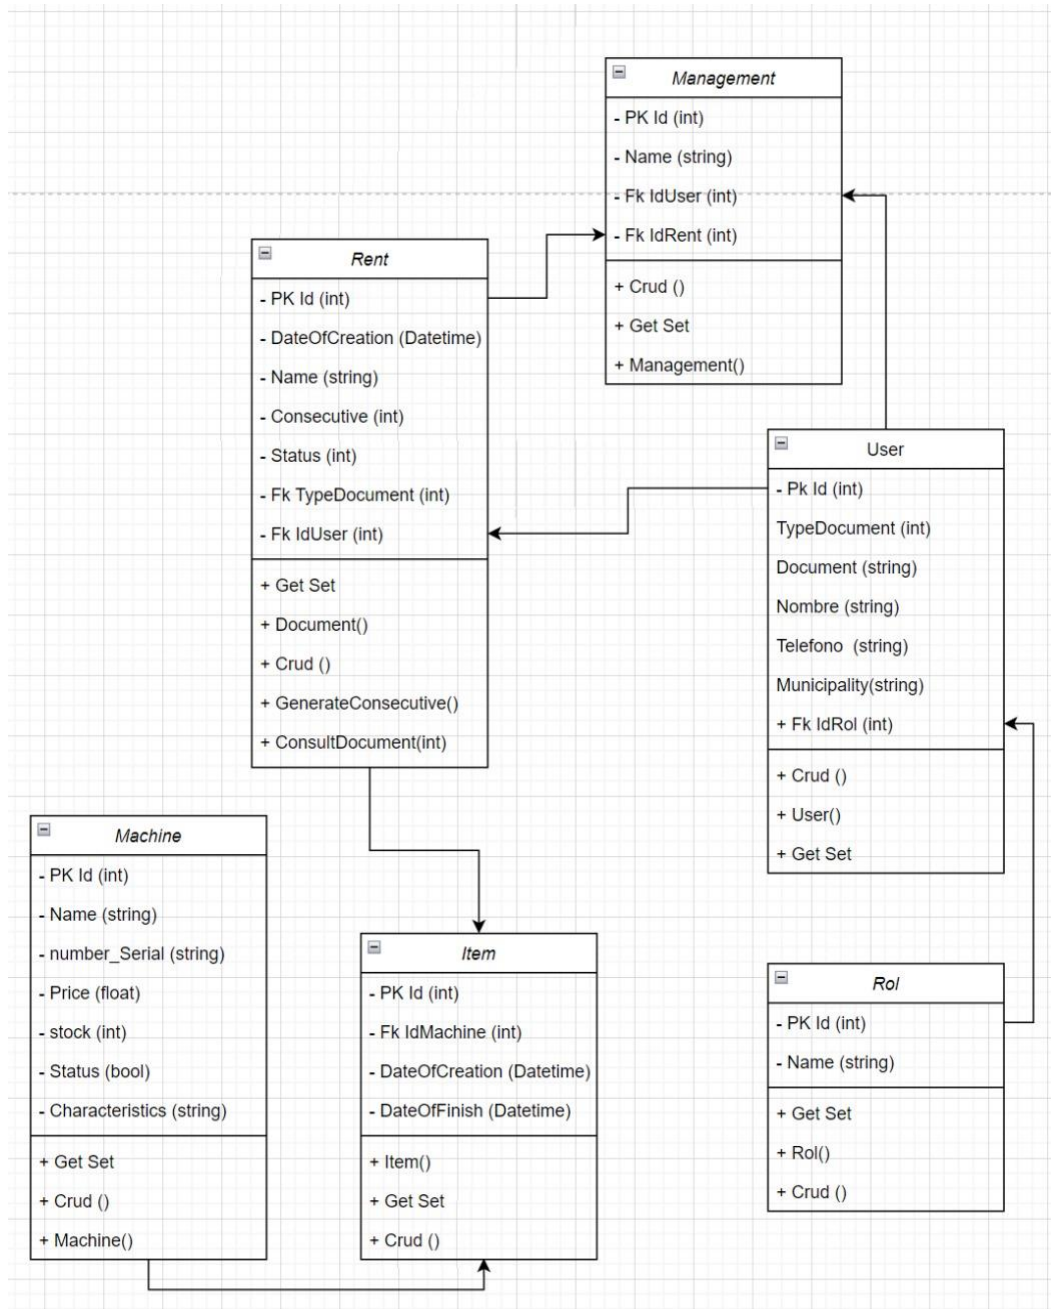 Management
- PK Id (int)
- Name (string)
- Fk IdUser (int)
- Fk IdRent (int)
+ Crud ()
+ Get Set
+ Management()
Rent
- PK Id (int)
- DateOfCreation (Datetime)
- Name (string)
- Consecutive (int)
- Status (int)
- Fk TypeDocument (int)
- Fk IdUser (int)
+ Get Set
+ Document()
+ Crud ()
+ GenerateConsecutive()
+ ConsultDocument(int)
User
- Pk Id (int)
TypeDocument (int)
Document (string)
Nombre (string)
Telefono (string)
Municipality(string)
+ Fk IdRol (int)
+ Crud ()
+ User()
+ Get Set
Machine
- PK Id (int)
- Name (string)
- number_Serial (string)
- Price (float)
- stock (int)
- Status (bool)
- Characteristics (string)
+ Get Set
+ Crud ()
+ Machine()
Item
- PK Id (int)
- Fk IdMachine (int)
- DateOfCreation (Datetime)
- DateOfFinish (Datetime)
+ Item()
+ Get Set
+ Crud ()
Rol
- PK Id (int)
- Name (string)
+ Get Set
+ Rol()
+ Crud ()